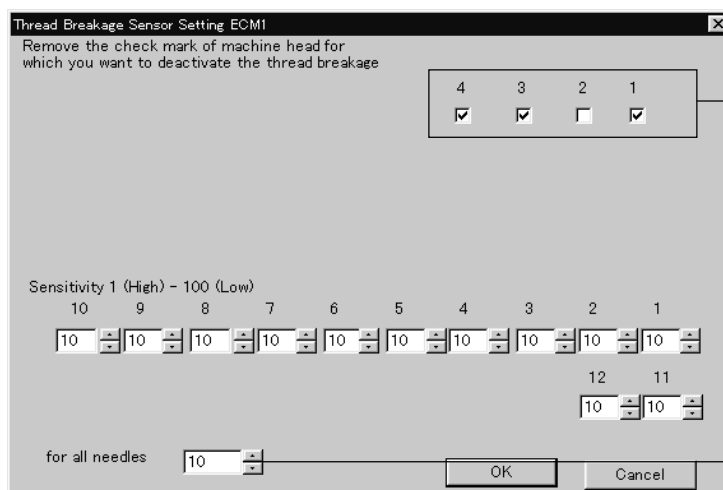 Thread Breakage Sensor Setting ECM1
Remove the check mark of machine head for
which you want to deactivate the thread breakage
4 3 2 1
Sensitivity 1 (High) - 100 (Low)
10 9 8 7 6 5 4 3 2 1
10 10 10 10 10 10 10 10 10 10
12 11
10 10
for all needles 10
OK Cancel